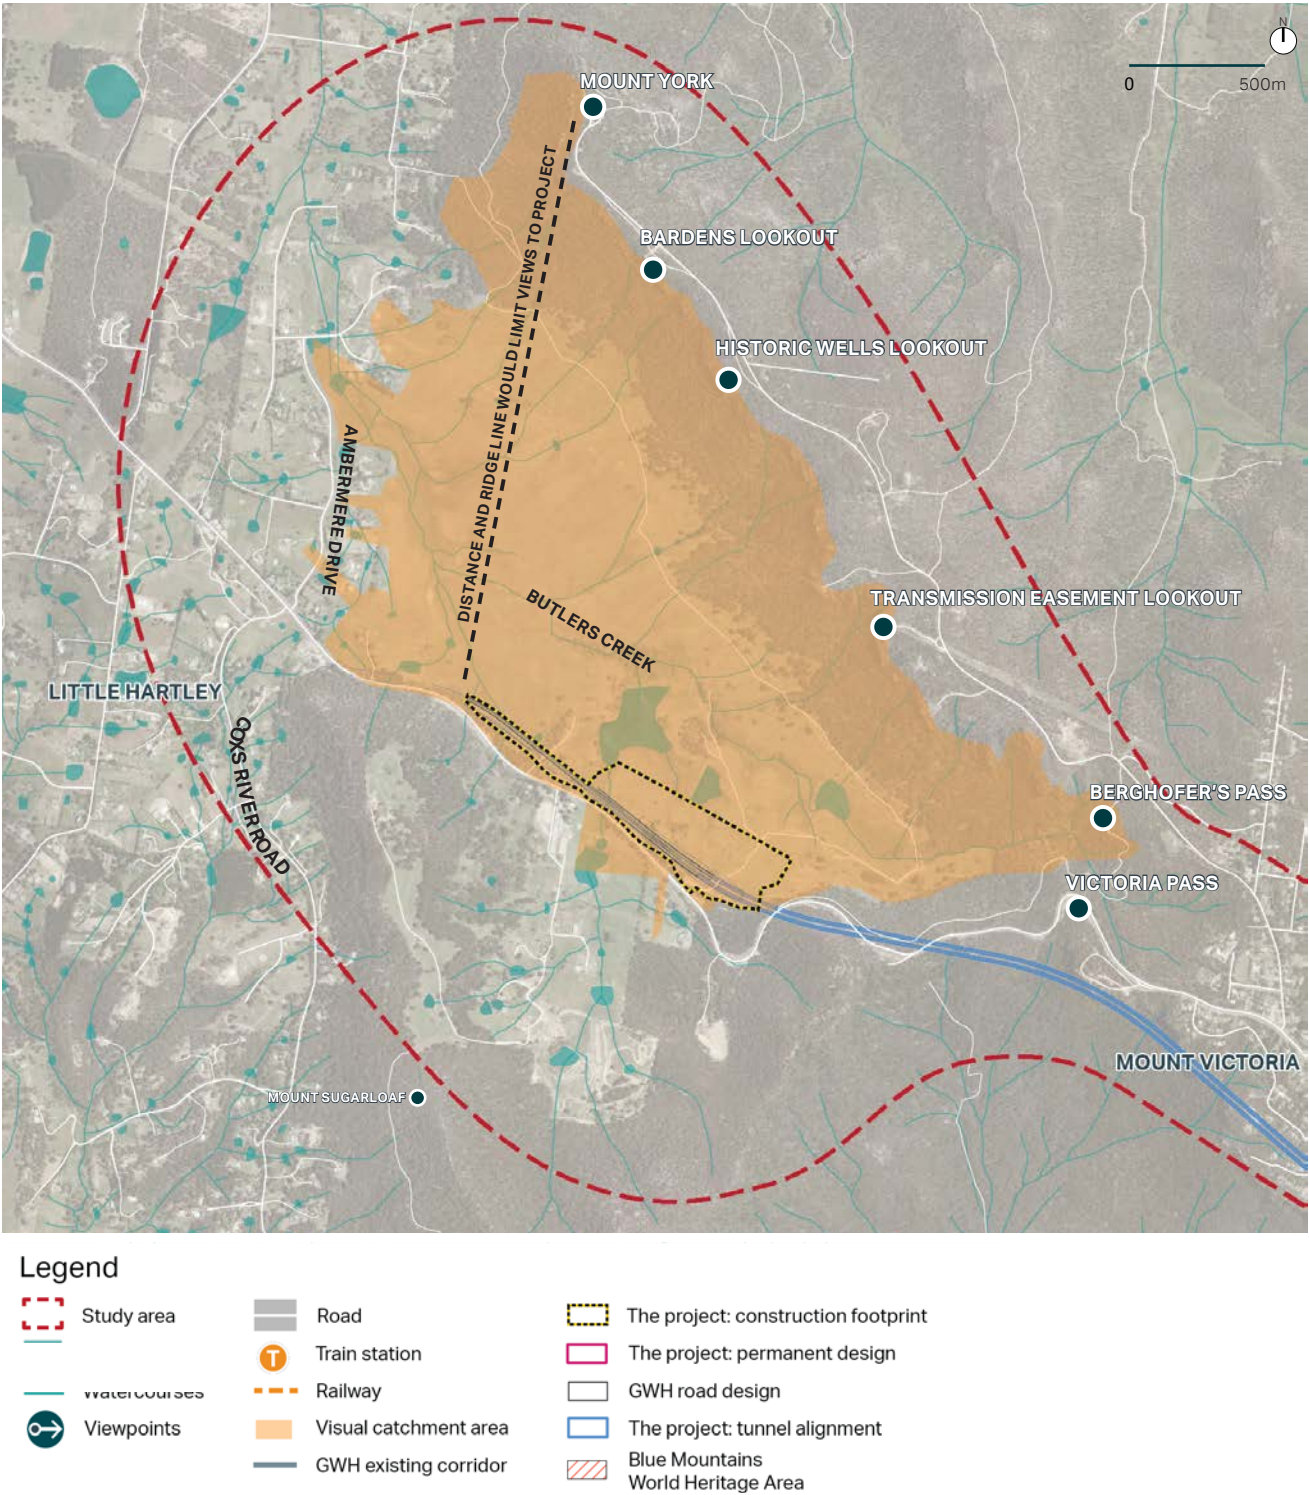 N
0 500m
MOUNT YORK
DISTANCE AND RIDGE LINE WOULD LIMIT VIEWS TO PROJECT
BARDENS LOOKOUT
HISTORIC WELLS LOOKOUT
AMBERMERE DRIVE
BUTLERS CREEK
TRANSMISSION EASEMENT LOOKOUT
LITTLE HARTLEY
COXS RIVER ROAD
BERGHOFER'S PASS
VICTORIA PASS
MOUNT VICTORIA
MOUNT SUGARLOAF
Legend
Study area
Watercourses
Viewpoints
Road
T
Train station
Railway
Visual catchment area
GWH existing corridor
The project: construction footprint
The project: permanent design
GWH road design
The project: tunnel alignment
Blue Mountains
World Heritage Area